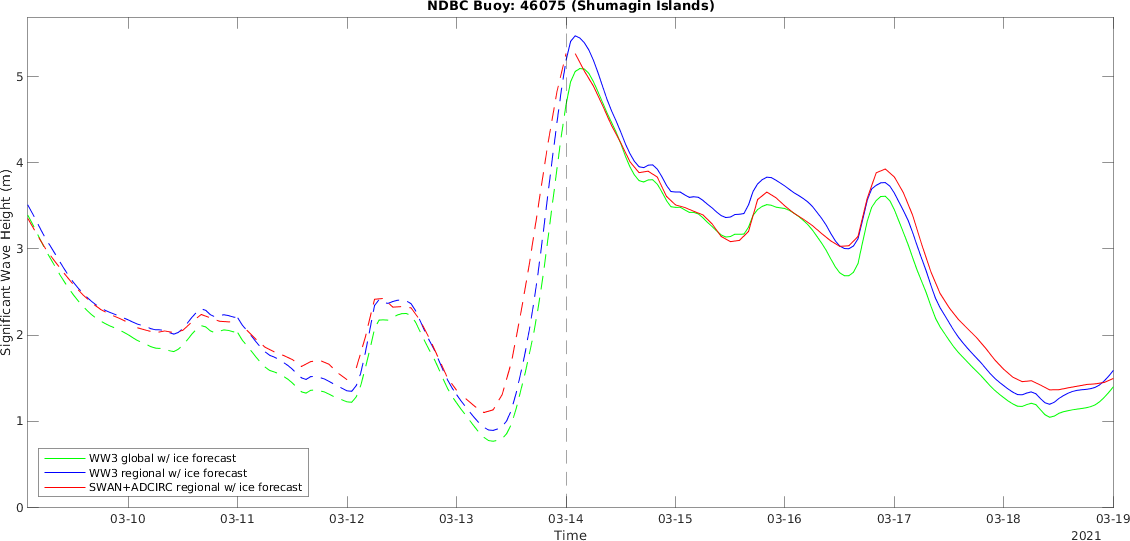 NDBC Buoy: 46075 (Shumagin Islands)
Significant Wave Height (m)
5
4
3
2
1
0
WW3 global w/ ice forecast
WW3 regional w/ ice forecast
SWAN+ADCIRC regional w/ ice forecast
03-10 03-11 03-12 03-13 03-14 03-15 03-16 03-17 03-18 03-19
Time
2021